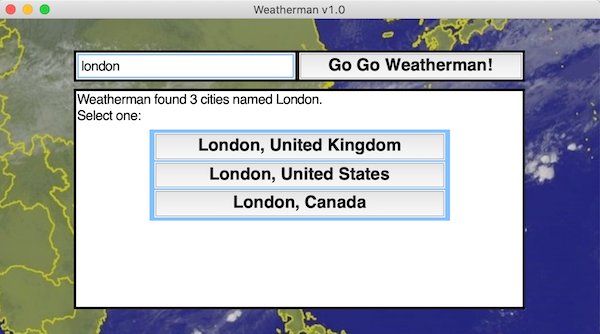 Weatherman v1.0
london
Go Go Weatherman!
Weatherman found 3 cities named London.
Select one:
London, United Kingdom
London, United States
London, Canada